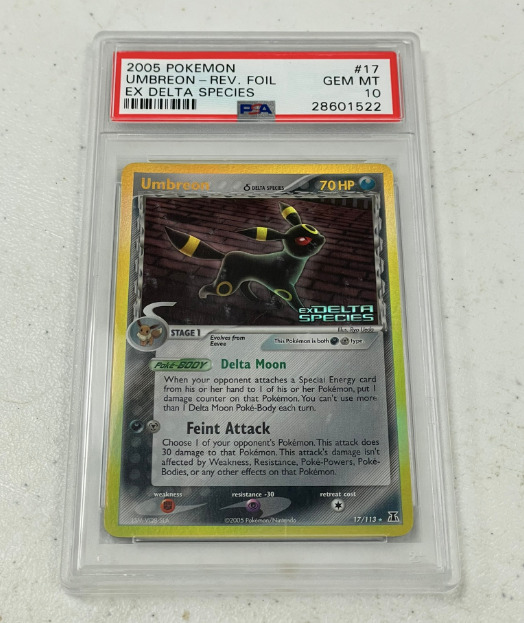 2005 POKEMON #17
UMBREON - REV. FOIL GEM MT
EX DELTA SPECIES 10
PSA 28601522
Umbreon δ DELTA SPECIES 70 HP
EX DELTA
SPECIES
Illus. Ryo Ueda
STAGE 1 Evolves from
Eevee
This Pokémon is both type
Poké-BODY Delta Moon
When your opponent attaches a Special Energy card
from his or her hand to 1 of his or her Pokémon, put 1
damage counter on that Pokémon. You can't use more
than 1 Delta Moon Poké-Body each turn.
Feint Attack
Choose 1 of your opponent's Pokémon. This attack does
30 damage to that Pokémon. This attack's damage isn't
affected by Weakness, Resistance, Poké-Powers, Poké-
Bodies, or any other effects on that Pokémon.
weakness resistance -30 retreat cost
©2005 Pokémon/Nintendo 17/113